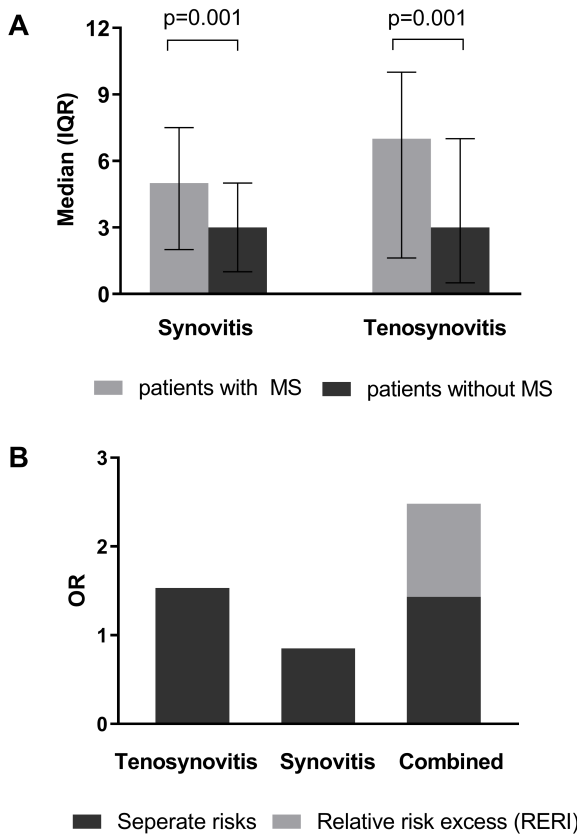 A
p=0.001
p=0.001
12
9
6
3
0
Median (IQR)
Synovitis
Tenosynovitis
patients with MS
patients without MS
B
3
2
1
0
OR
Tenosynovitis
Synovitis
Combined
Seperate risks
Relative risk excess (RERI)